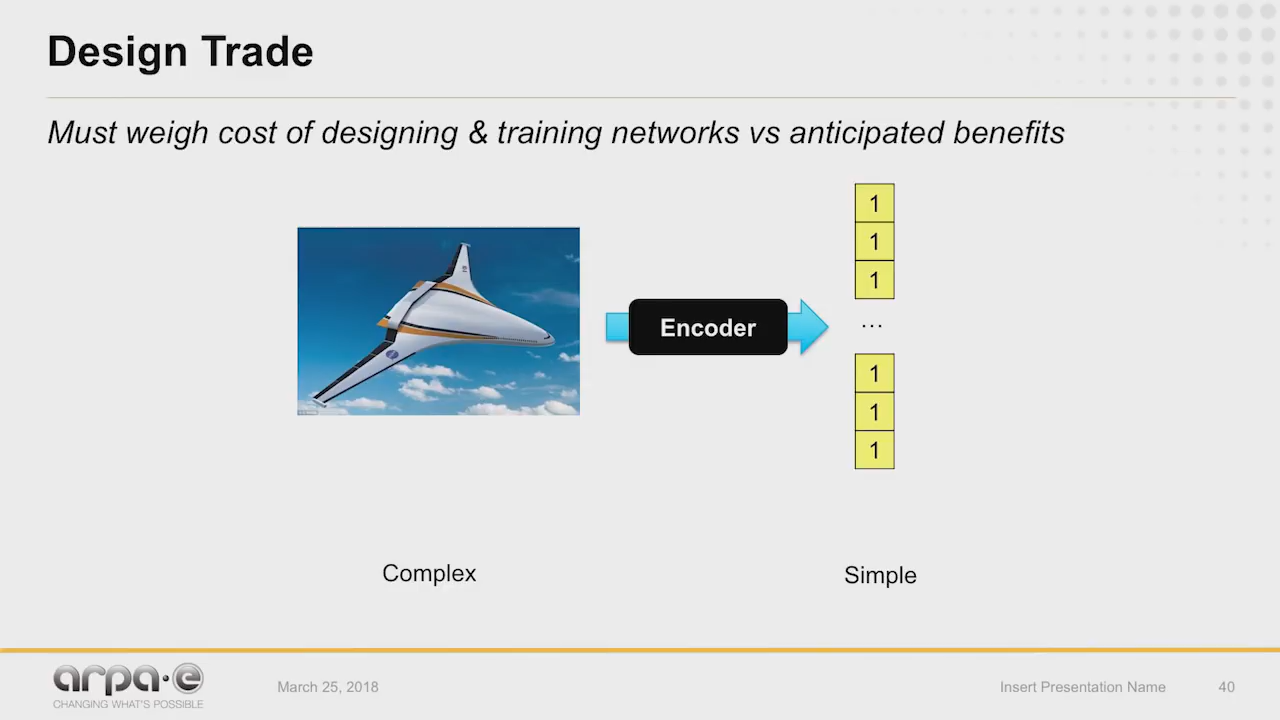 Design Trade
Must weigh cost of designing & training networks vs anticipated benefits
1
1
1
Encoder
...
1
1
1
Complex
Simple
arpa·e
CHANGING WHAT'S POSSIBLE
March 25, 2018
Insert Presentation Name
40